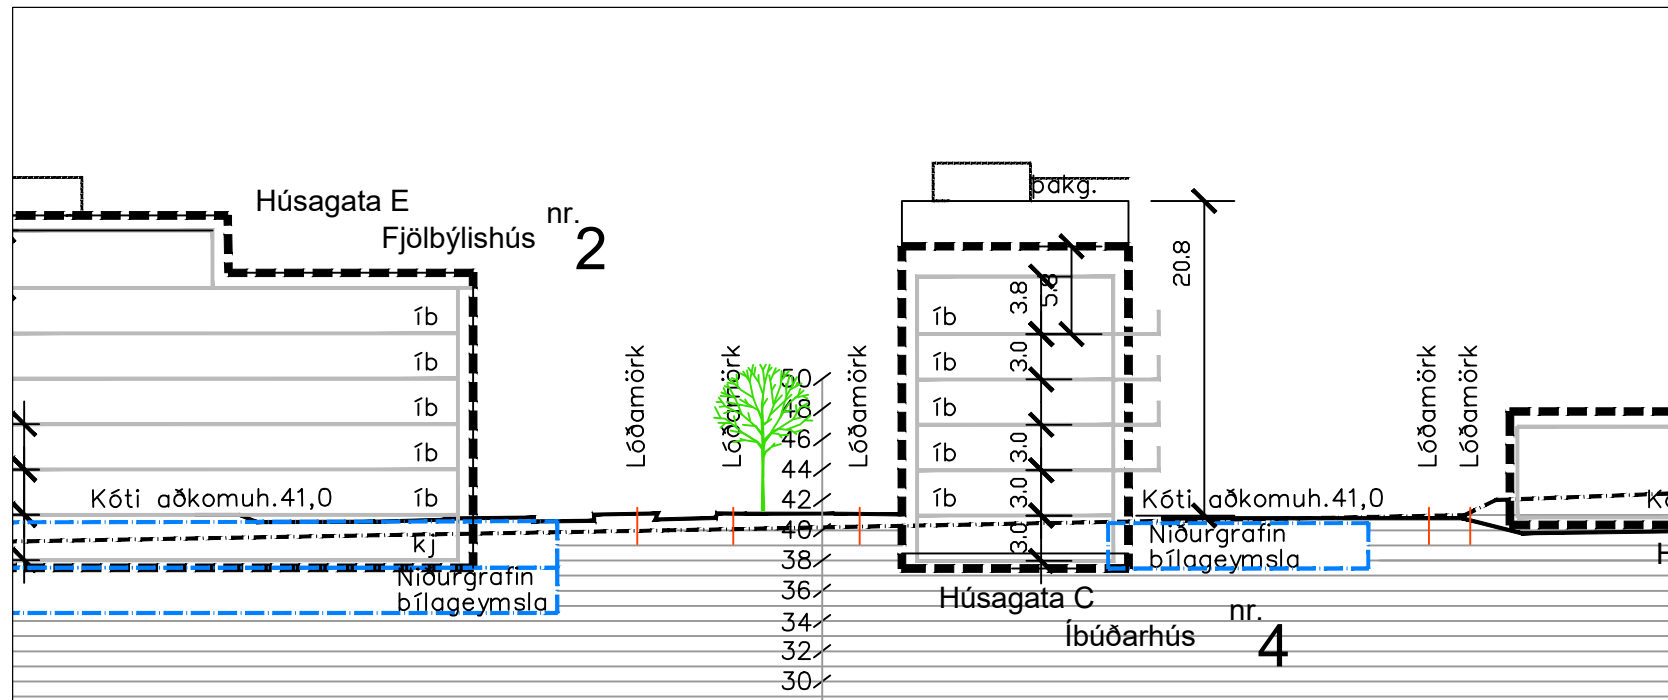 Húsagata E
Fjölbýlishús
nr.
2
íb
íb
íb
íb
íb
kj
Kóti aðkomuh.41,0
Niðurgrafin
bílageymsla
Lóðamörk
Lóðamörk
Lóðamörk
50
48
46
44
42
40
38
36
34
32
30
þakg.
íb
íb
íb
íb
íb
3.8
5.8
3.0
3.0
3.0
3.0
20.8
Kóti aðkomuh.41,0
Niðurgrafin
bílageymsla
Húsagata C
Íbúðarhús
nr.
4
Lóðamörk
Lóðamörk